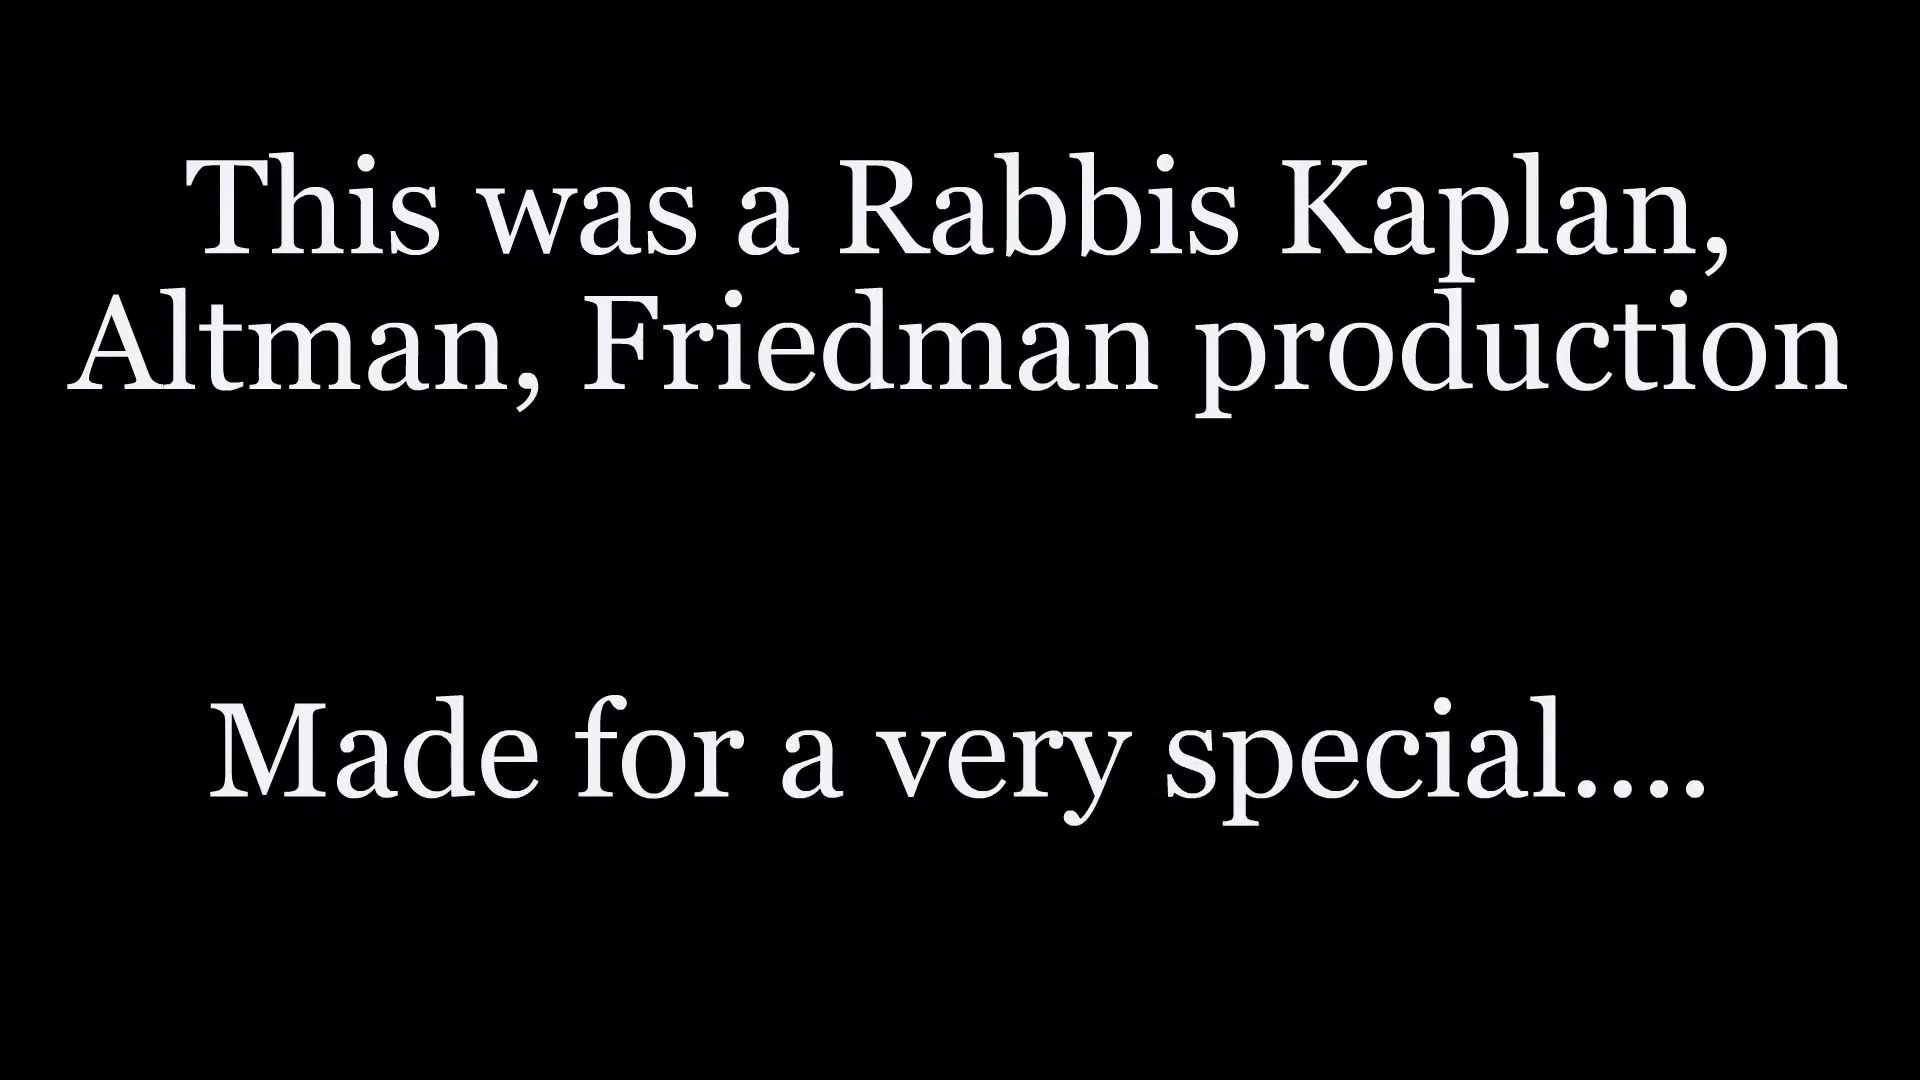 This was a Rabbis Kaplan,
Altman, Friedman production
Made for a very special....